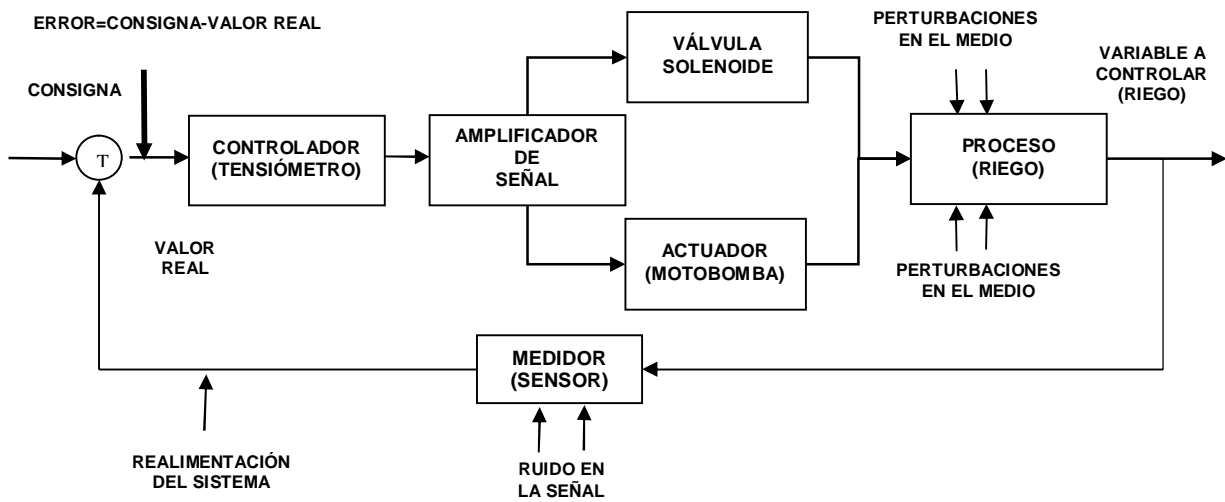 ERROR=CONSIGNA-VALOR REAL
CONSIGNA
T
CONTROLADOR
(TENSIÓMETRO)
AMPLIFICADOR
DE
SEÑAL
VÁLVULA
SOLENOIDE
ACTUADOR
(MOTOBOMBA)
PERTURBACIONES
EN EL MEDIO
PROCESO
(RIEGO)
PERTURBACIONES
EN EL MEDIO
VARIABLE A
CONTROLAR
(RIEGO)
VALOR
REAL
MEDIDOR
(SENSOR)
REALIMENTACIÓN
DEL SISTEMA
RUIDO EN
LA SEÑAL